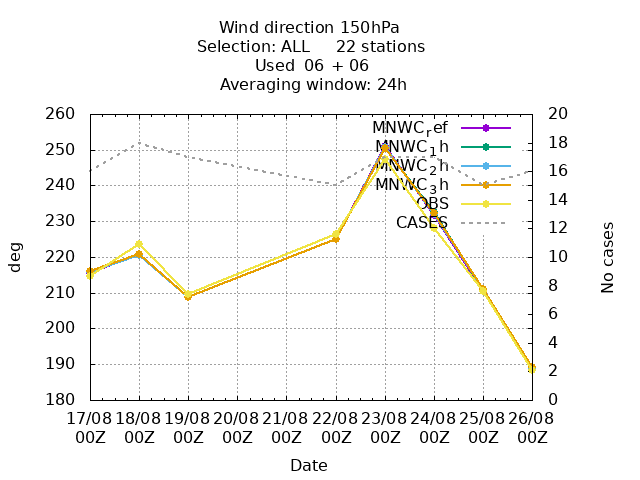 Wind direction 150hPa
Selection: ALL 22 stations
Used 06 + 06
Averaging window: 24h
260
250
240
230
220
210
200
190
180
20
18
16
14
12
10
8
6
4
2
0
MNWC_ref
MNWC_1h
MNWC_2h
MNWC_3h
OBS
CASES
deg
No cases
17/08 18/08 19/08 20/08 21/08 22/08 23/08 24/08 25/08 26/08
00Z 00Z 00Z 00Z 00Z 00Z 00Z 00Z 00Z 00Z
Date